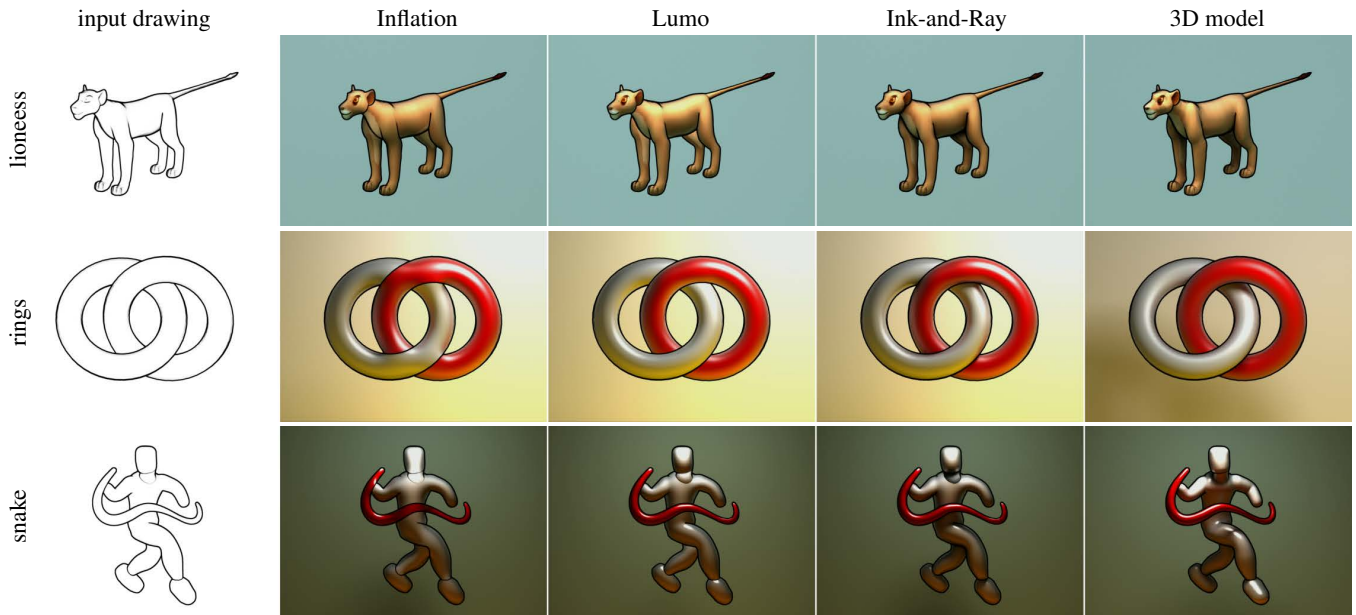 input drawing
Inflation
Lumo
Ink-and-Ray
3D model
lioness
rings
snake